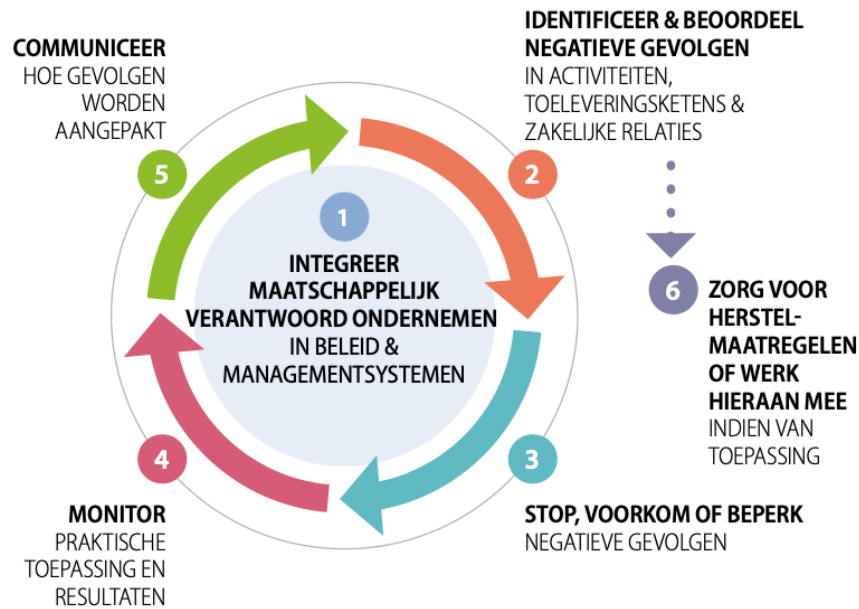 1
INTEGREER
MAATSCHAPPELIJK
VERANTWOORD ONDERNEMEN
IN BELEID &
MANAGEMENTSYSTEMEN
2
IDENTIFICEER & BEOORDEEL
NEGATIEVE GEVOLGEN
IN ACTIVITEITEN,
TOELEVERINGSKETENS &
ZAKELIJKE RELATIES
3
STOP, VOORKOM OF BEPERK
NEGATIEVE GEVOLGEN
4
MONITOR
PRAKTISCHE
TOEPASSING EN
RESULTATEN
5
COMMUNICEER
HOE GEVOLGEN
WORDEN
AANGEPAKT
6
ZORG VOOR
HERSTEL-
MAATREGELEN
OF WERK
HIERAAN MEE
INDIEN VAN
TOEPASSING